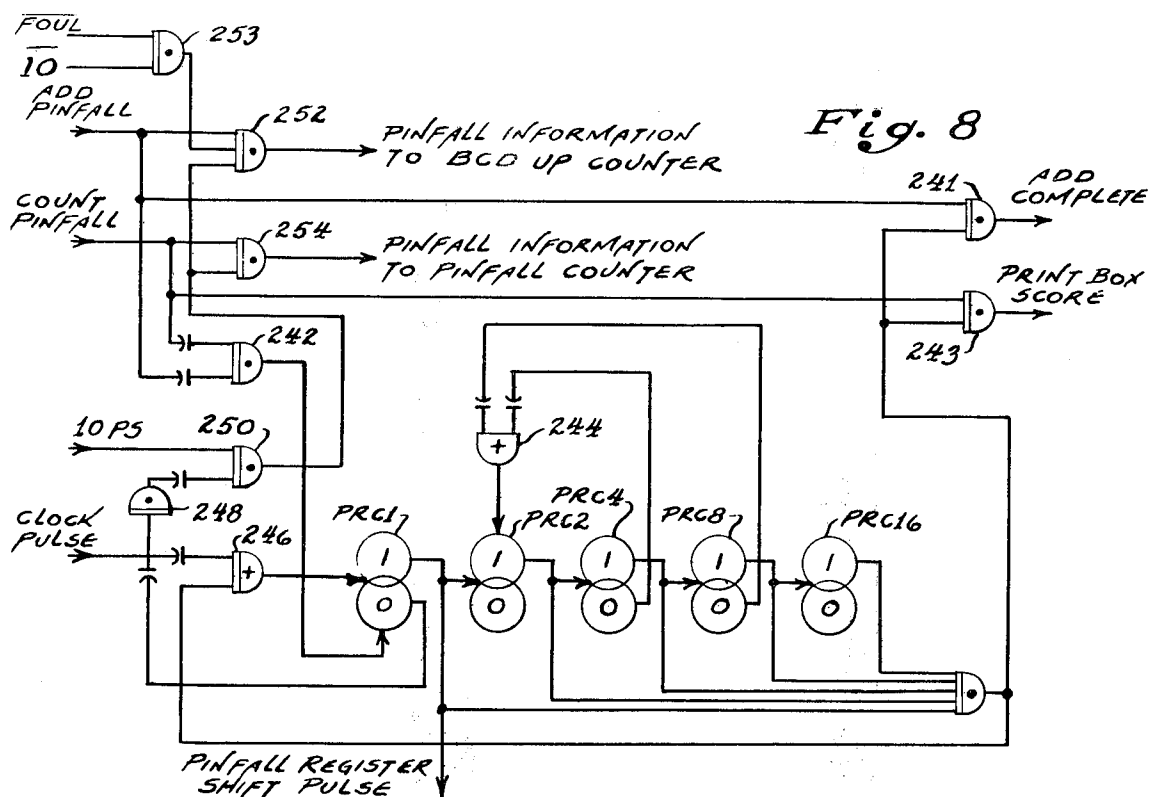 FOUL
253
10
ADD
PINFALL
252
PINFALL INFORMATION
TO BCD UP COUNTER
Fig. 8
241
ADD
COMPLETE
COUNT
PINFALL
254
PINFALL INFORMATION
TO PINFALL COUNTER
PRINT BOX
SCORE
243
242
244
10 PS
250
248
CLOCK
PULSE
246
PRC1
PRC2
PRC4
PRC8
PRC16
+
+
1
1
1
1
1
0
0
0
0
0
PINFALL REGISTER
SHIFT PULSE